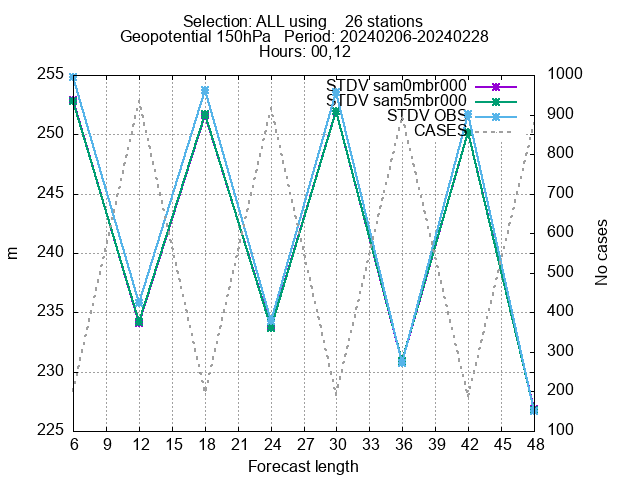 Selection: ALL using    26 stations
Geopotential 150hPa   Period: 20240206-20240228
Hours: 00,12
STDV sam0mbr000
STDV sam5mbr000
STDV OBS
CASES
255
250
245
240
235
230
225
m
1000
900
800
700
600
500
400
300
200
100
No cases
6 9 12 15 18 21 24 27 30 33 36 39 42 45 48
Forecast length